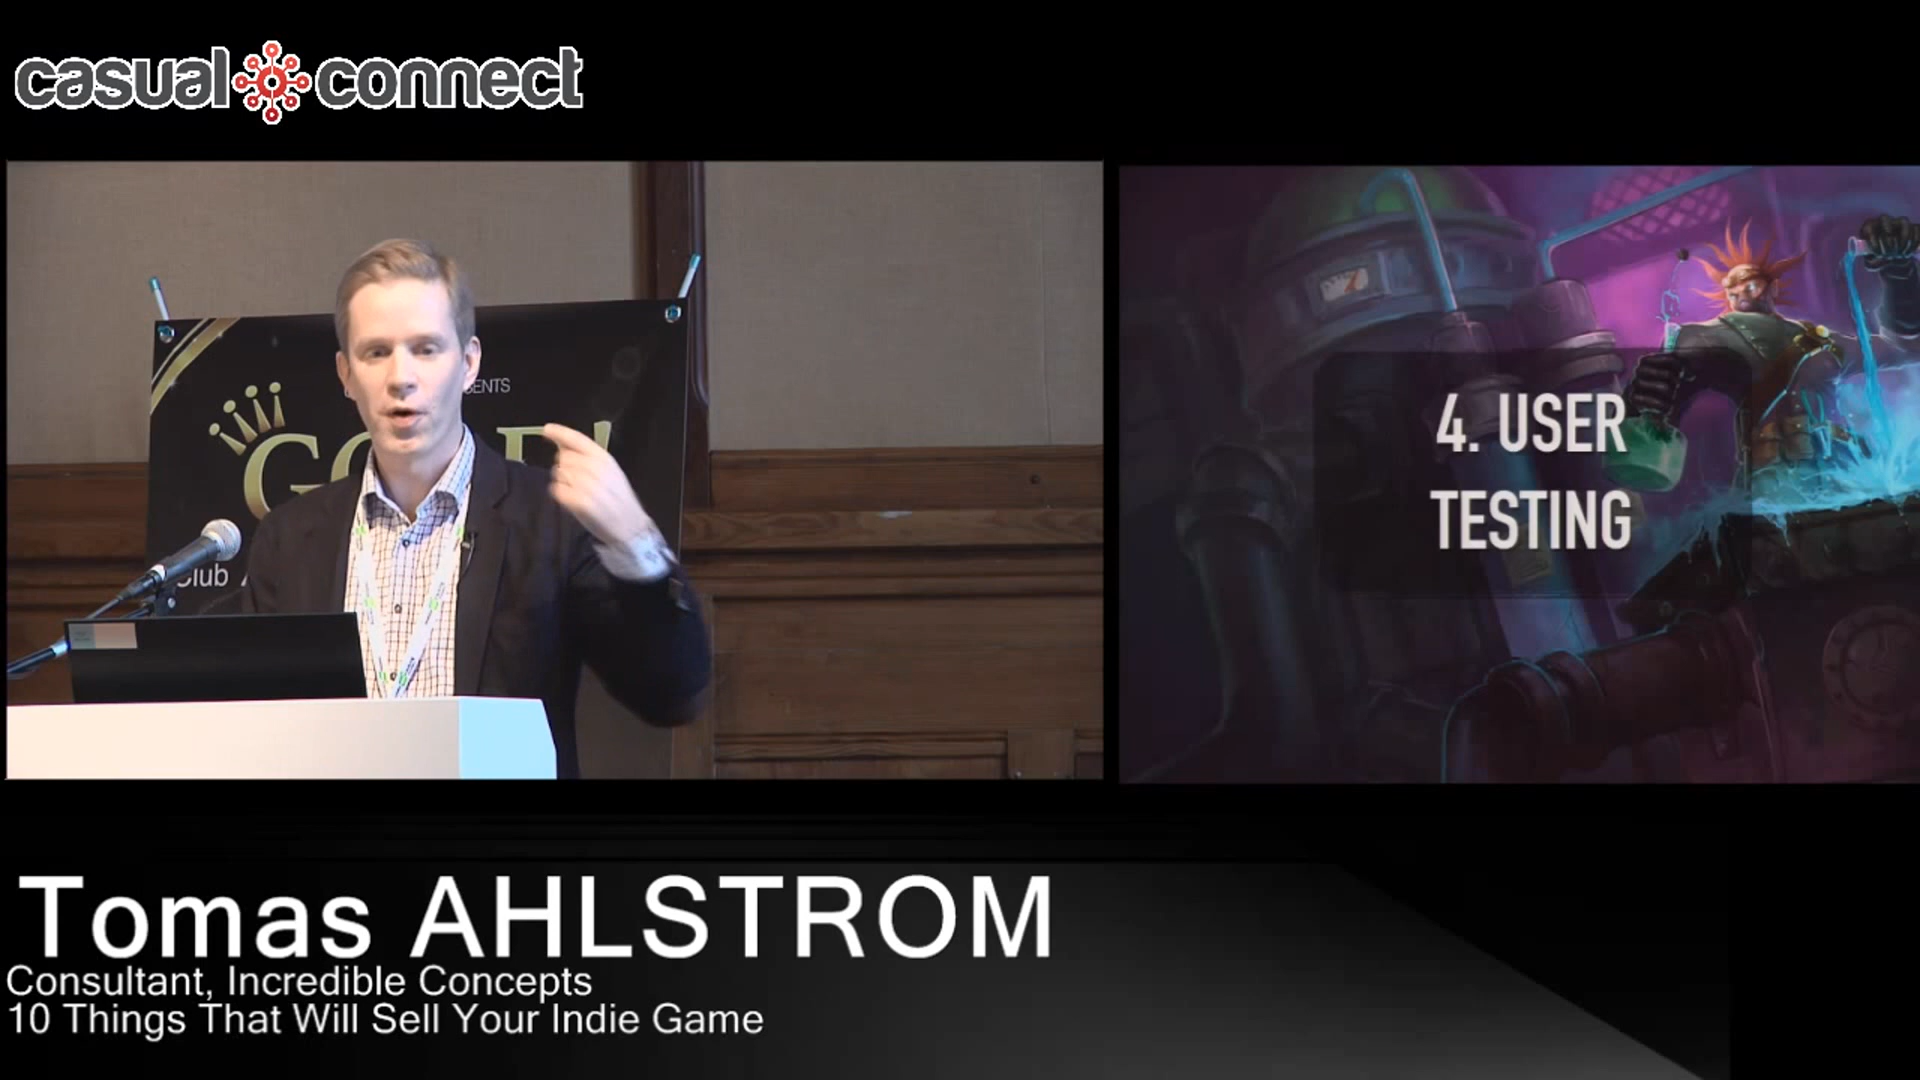 casual connect
4. USER
TESTING
Tomas AHLSTROM
Consultant, Incredible Concepts
10 Things That Will Sell Your Indie Game